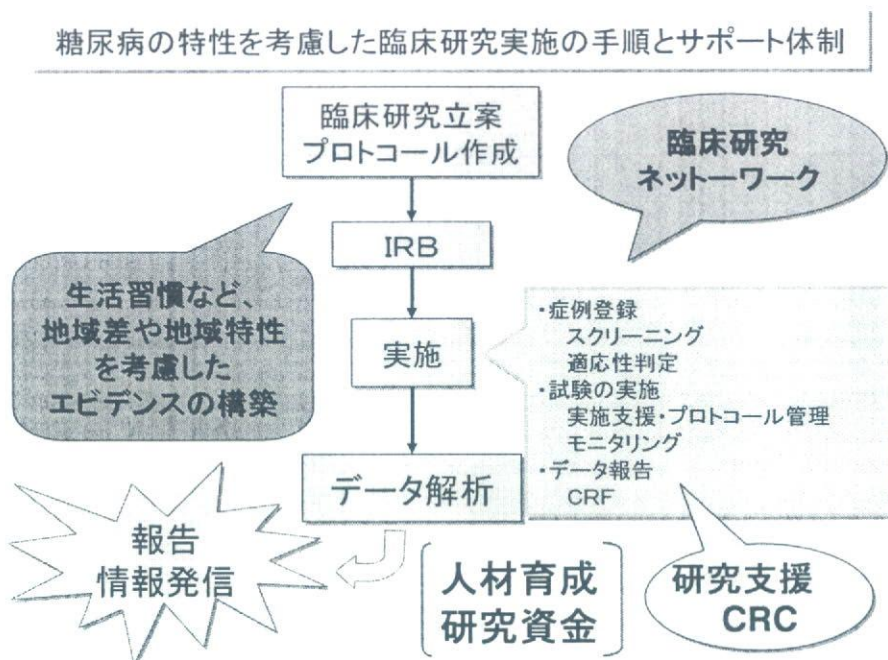 糖尿病の特性を考慮した臨床研究実施の手順とサポート体制
臨床研究立案
プロトコール作成
臨床研究
ネットーワーク
IRB
生活習慣など、
地域差や地域特性
を考慮した
エビデンスの構築
実施
・症例登録
スクリーニング
適応性判定
・試験の実施
実施支援・プロトコール管理
モニタリング
・データ報告
CRF
データ解析
報告
情報発信
人材育成
研究資金
研究支援
CRC